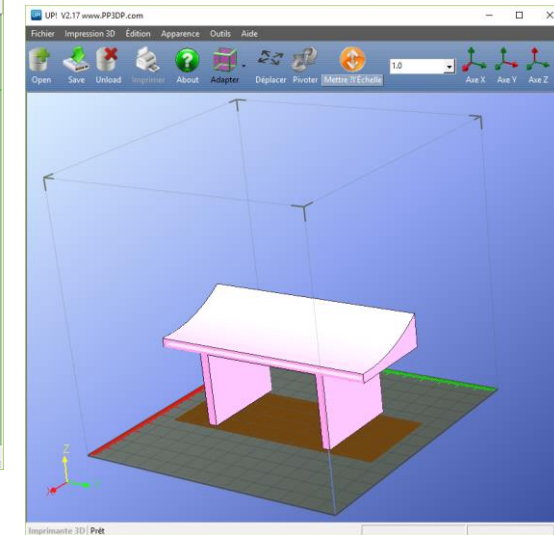 UP! V2.17 www.PP3DP.com
Fichier Impression 3D Édition Apparence Outils Aide
1.0
Open Save Unload Imprimer About Adapter Déplacer Pivoter Mettre ?l'Échelle Axe X Axe Y Axe Z
Z
X
Imprimante 3D Prêt